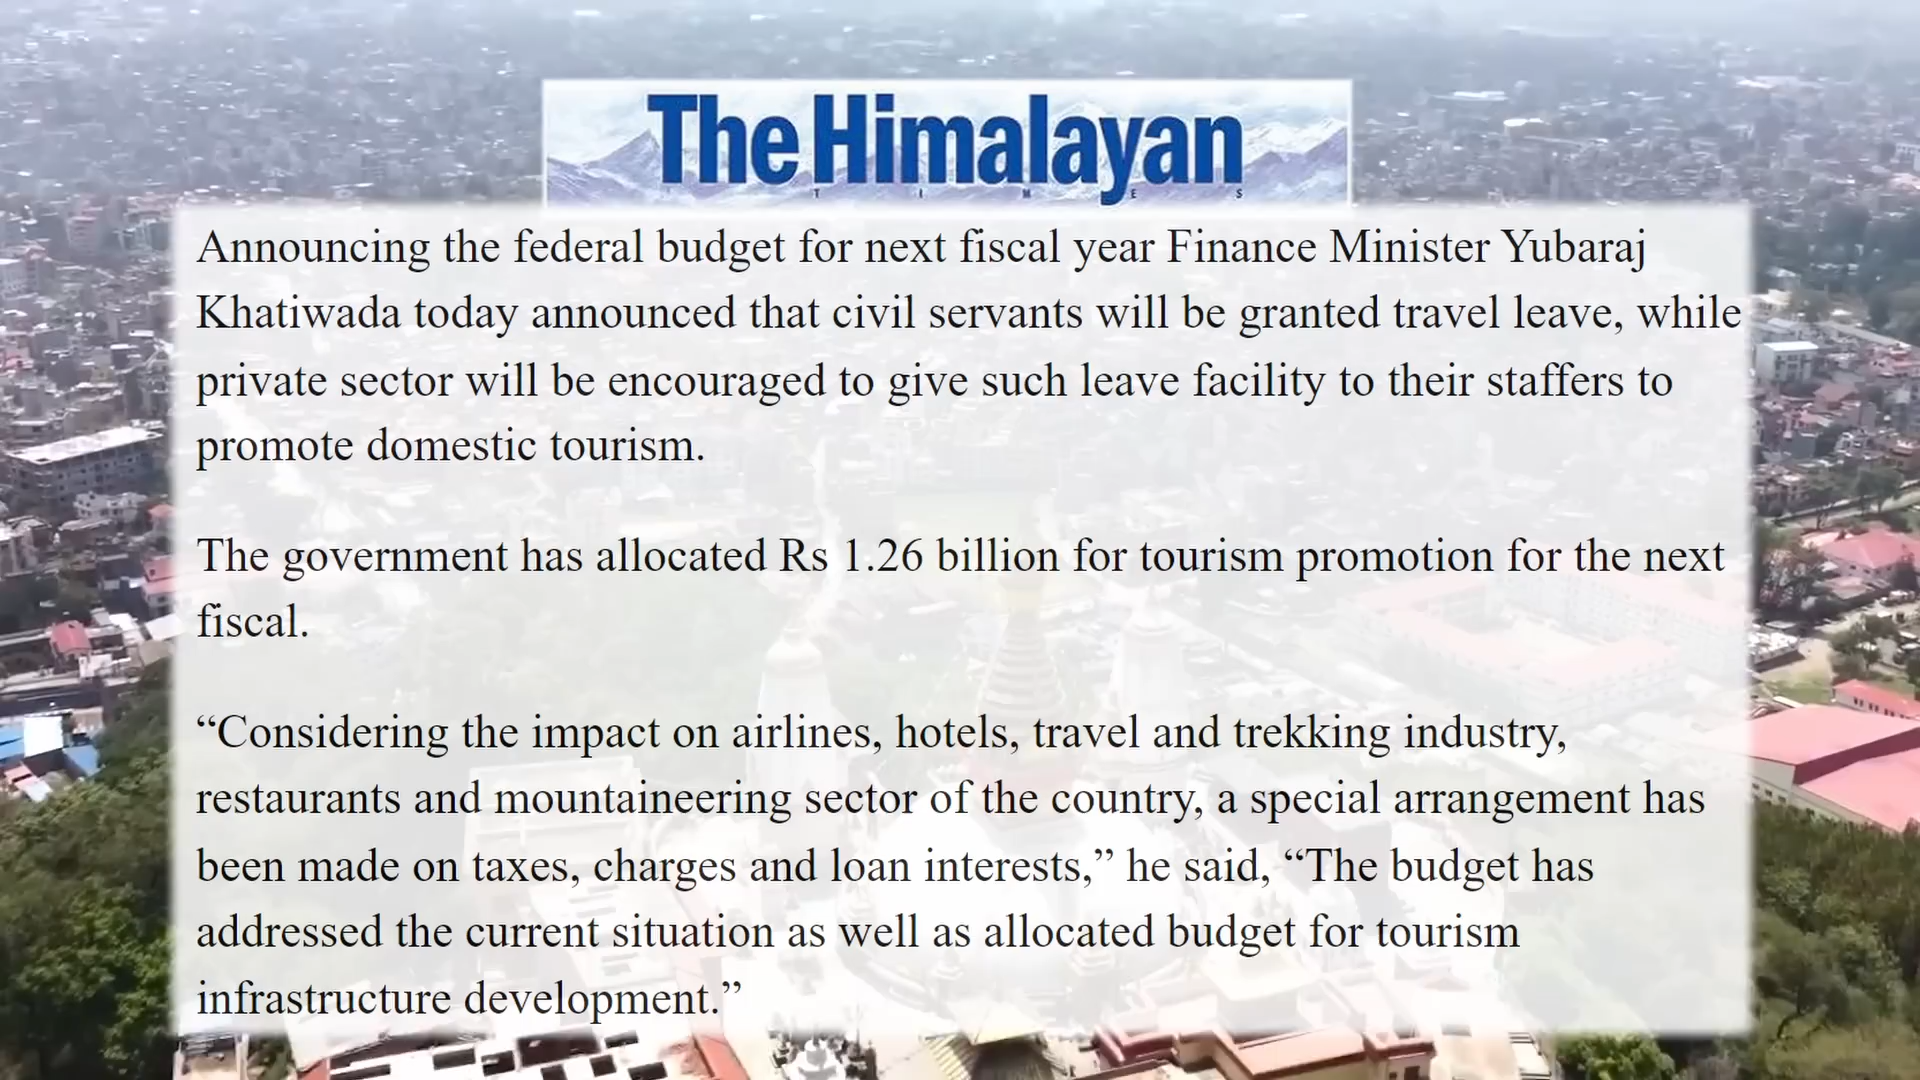 The Himalayan
TIMES
Announcing the federal budget for next fiscal year Finance Minister Yubaraj
Khatiwada today announced that civil servants will be granted travel leave, while
private sector will be encouraged to give such leave facility to their staffers to
promote domestic tourism.
The government has allocated Rs 1.26 billion for tourism promotion for the next
fiscal.
“Considering the impact on airlines, hotels, travel and trekking industry,
restaurants and mountaineering sector of the country, a special arrangement has
been made on taxes, charges and loan interests,” he said, “The budget has
addressed the current situation as well as allocated budget for tourism
infrastructure development.”